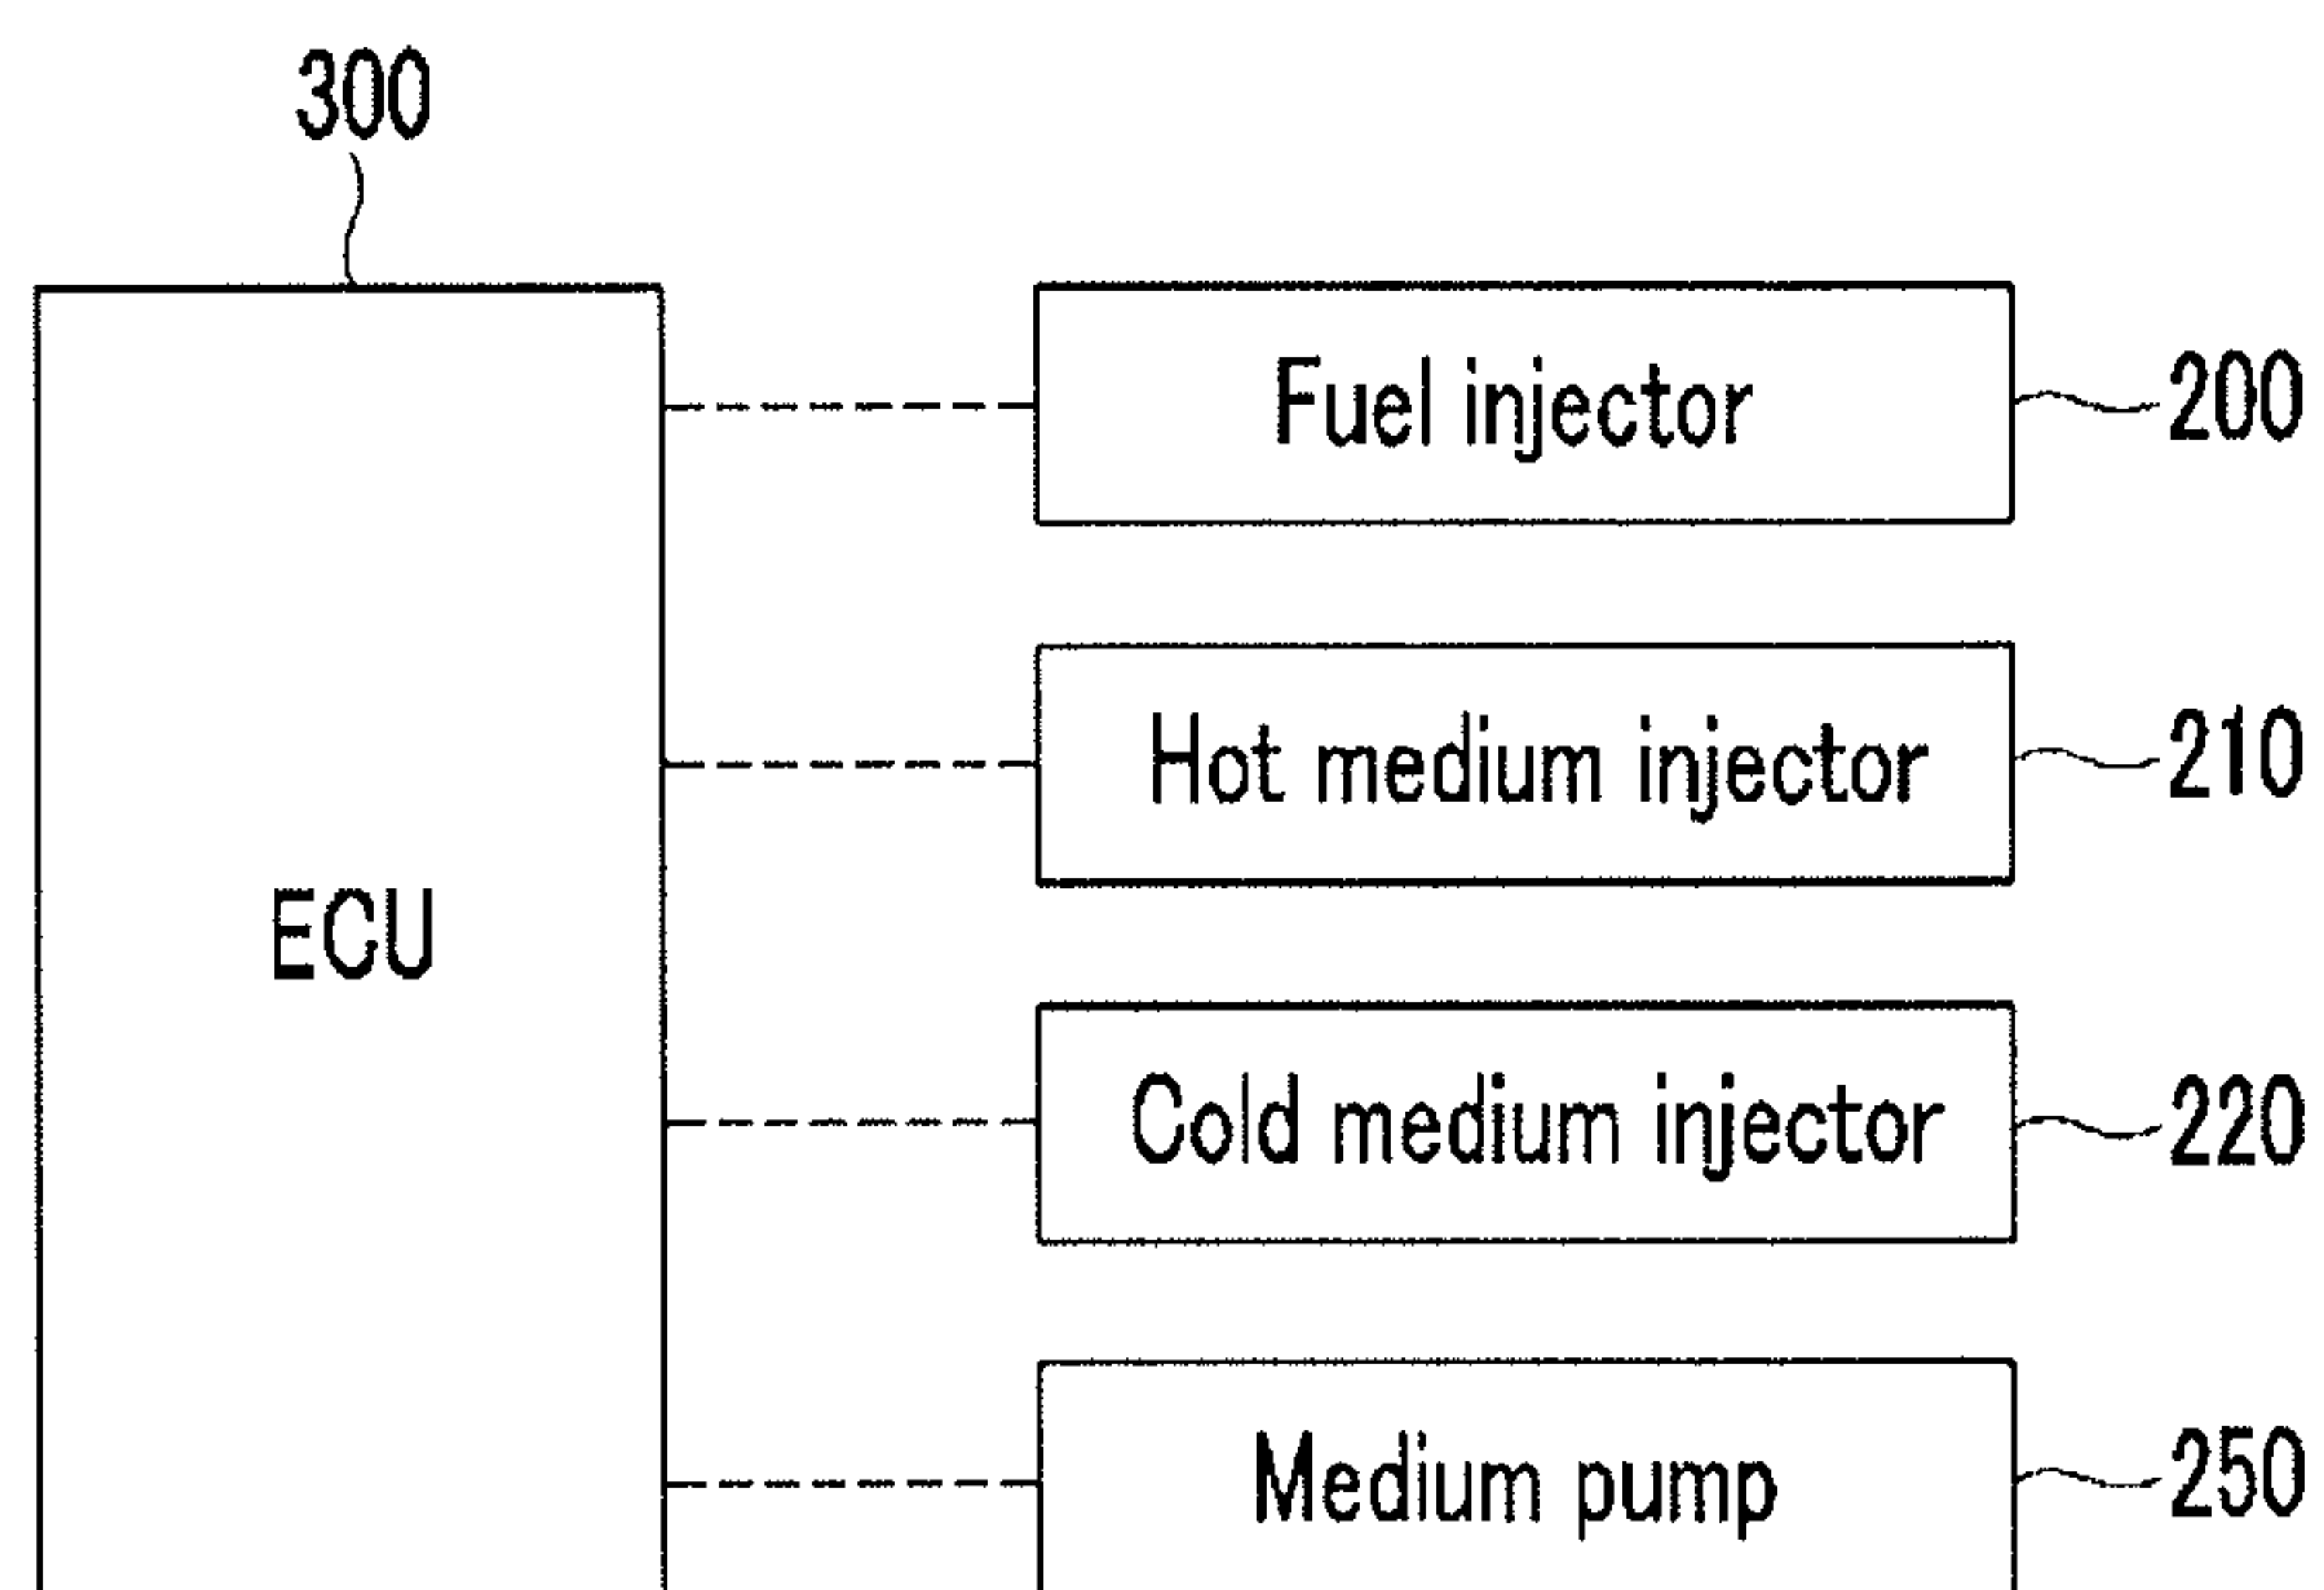 300
Fuel injector
200
Hot medium injector
210
ECU
Cold medium injector
220
Medium pump
250